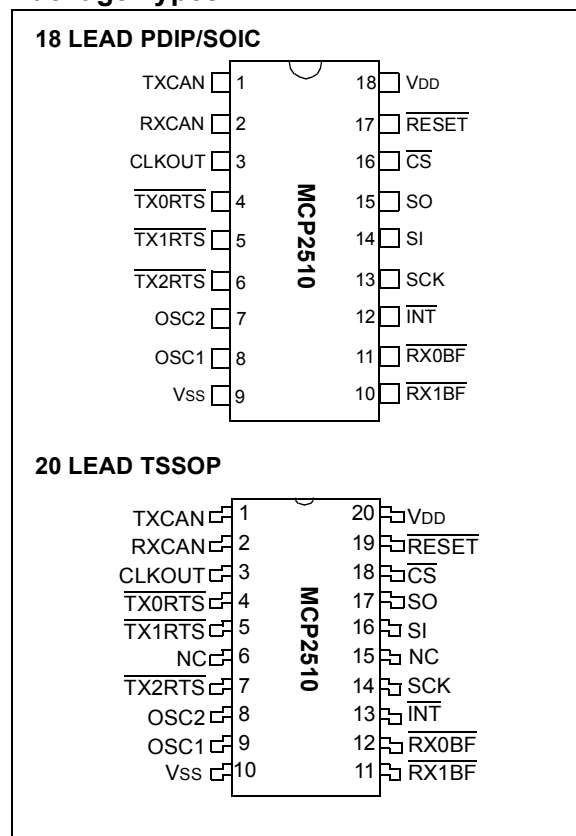 18 LEAD PDIP/SOIC
TXCAN 1 18 VDD
RXCAN 2 17 RESET
CLKOUT 3 16 CS
TX0RTS 4 15 SO
TX1RTS 5 14 SI
TX2RTS 6 13 SCK
OSC2 7 12 INT
OSC1 8 11 RX0BF
Vss 9 10 RX1BF
MCP2510
20 LEAD TSSOP
TXCAN 1 20 VDD
RXCAN 2 19 RESET
CLKOUT 3 18 CS
TX0RTS 4 17 SO
TX1RTS 5 16 SI
NC 6 15 NC
TX2RTS 7 14 SCK
OSC2 8 13 INT
OSC1 9 12 RX0BF
Vss 10 11 RX1BF
MCP2510